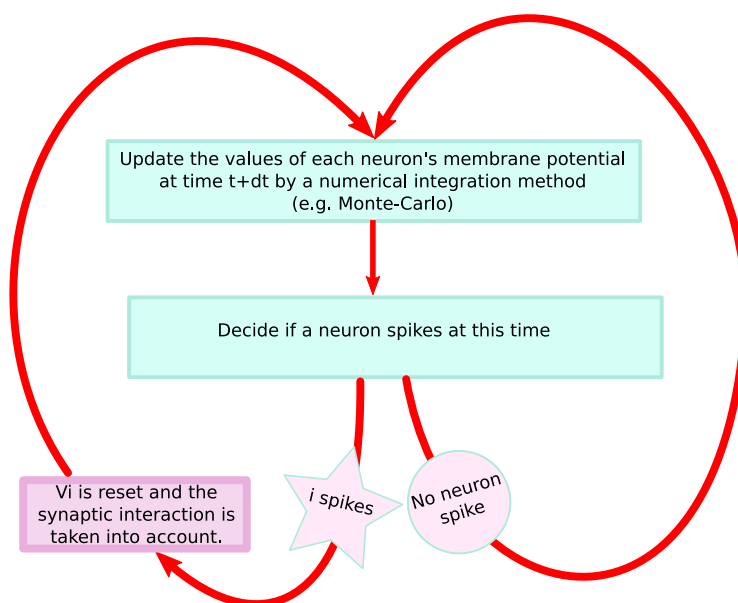 Update the values of each neuron's membrane potential
at time t+dt by a numerical integration method
(e.g. Monte-Carlo)
Decide if a neuron spikes at this time
i spikes
No neuron
spike
Vi is reset and the
synaptic interaction is
taken into account.